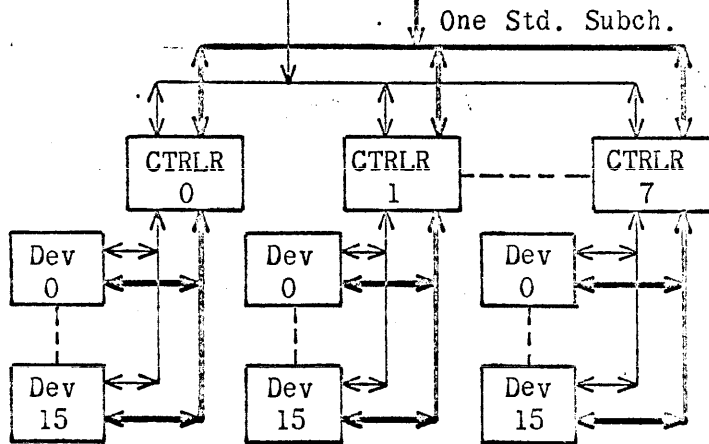 One Std. Subch.
CTRLR
0
CTRLR
1
CTRLR
7
Dev
0
Dev
0
Dev
0
Dev
15
Dev
15
Dev
15